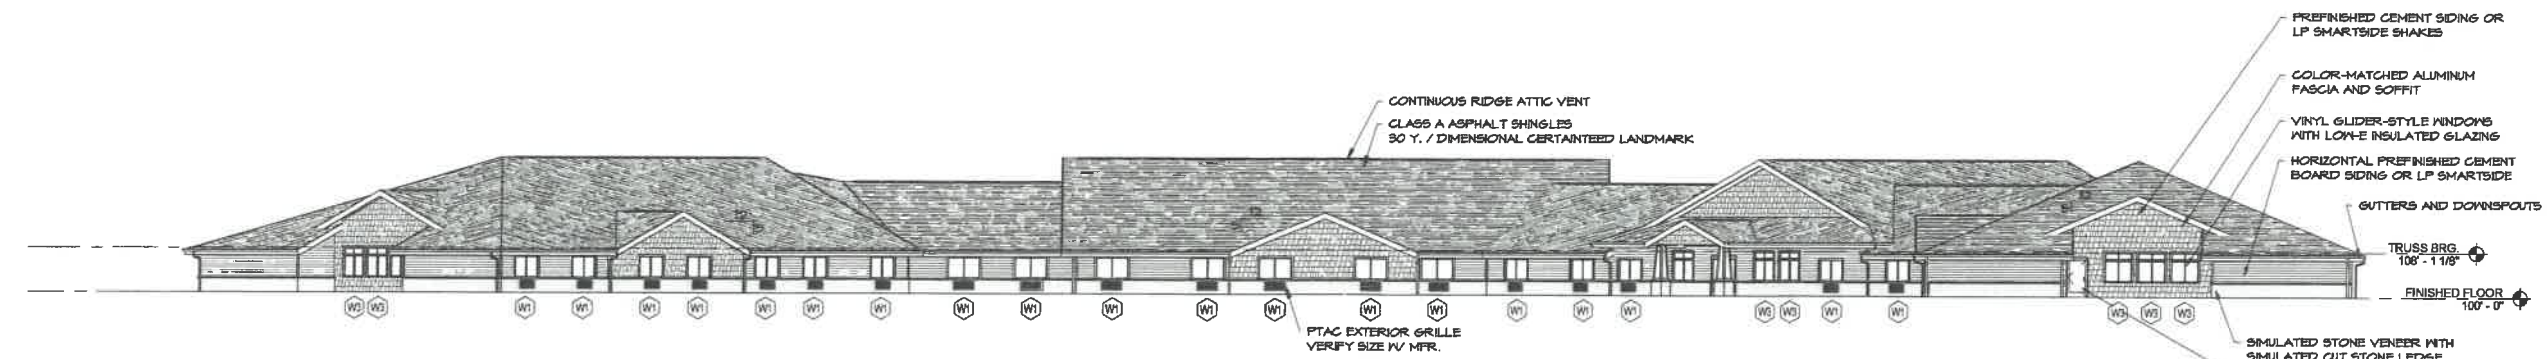 PREFINISHED CEMENT SIDING OR
LP SMARTSIDE SHAKES
COLOR-MATCHED ALUMINUM
FASCIA AND SOFFIT
CONTINUOUS RIDGE ATTIC VENT
CLASS A ASPHALT SHINGLES
30 Y. / DIMENSIONAL CERTAINTEED LANDMARK
VINYL GLIDER-STYLE WINDOWS
WITH LOW-E INSULATED GLAZING
HORIZONTAL PREFINISHED CEMENT
BOARD SIDING OR LP SMARTSIDE
GUTTERS AND DOWNSPOUTS
TRUSS BRG.
108' - 1 1/8"
FINISHED FLOOR
100' - 0"
W3 W3 W1 W1 W1 W1 W1 W1 W1 W1 W1 W1 W1 W1 W1 W1 W1 W1 W1 W3 W3 W1 W1 W3 W3 W3
PTAC EXTERIOR GRILLE
VERIFY SIZE W/ MFR.
SIMULATED STONE VENEER WITH
SIMULATED CUT STONE LEDGE